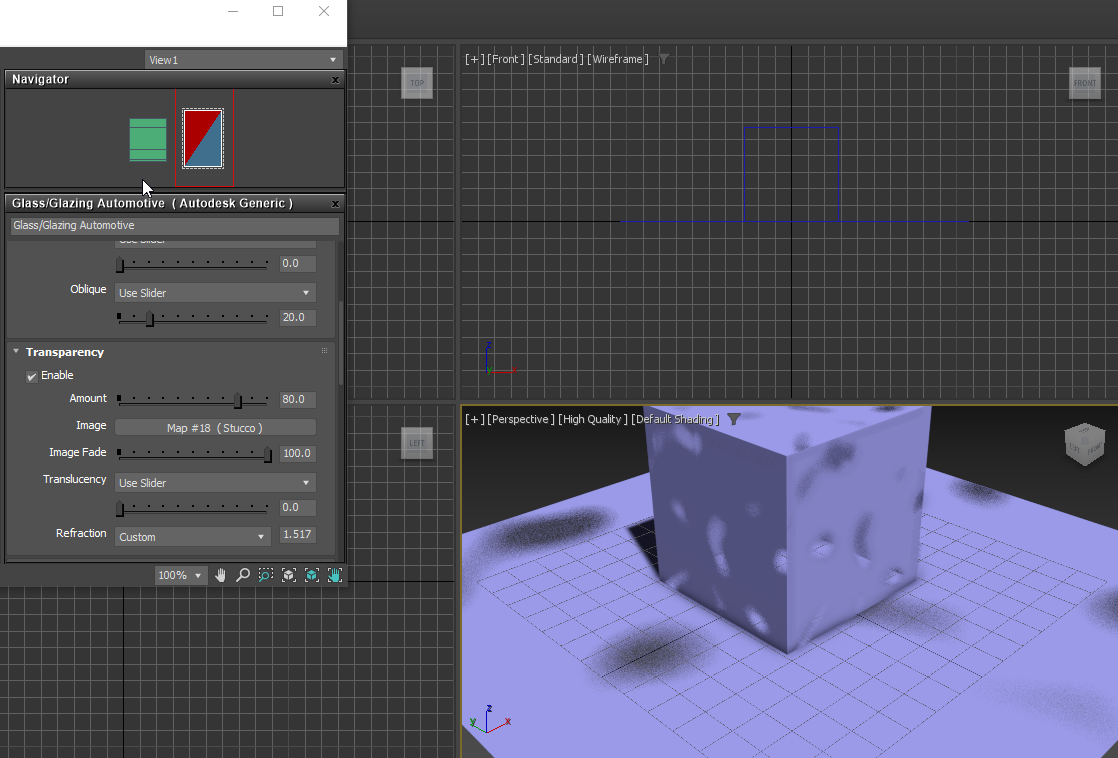 View1
Navigator
x
Glass/Glazing Automotive ( Autodesk Generic )
x
Glass/Glazing Automotive
Use Slider
0.0
Oblique
Use Slider
20.0
Transparency
Enable
Amount
80.0
Image
Map #18 ( Stucco )
Image Fade
100.0
Translucency
Use Slider
0.0
Refraction
Custom
1.517
100%
TOP
[+] [Front ] [Standard ] [Wireframe ]
FRONT
z
LEFT
[+] [Perspective ] [High Quality ] [Default Shading ]
z
y
x